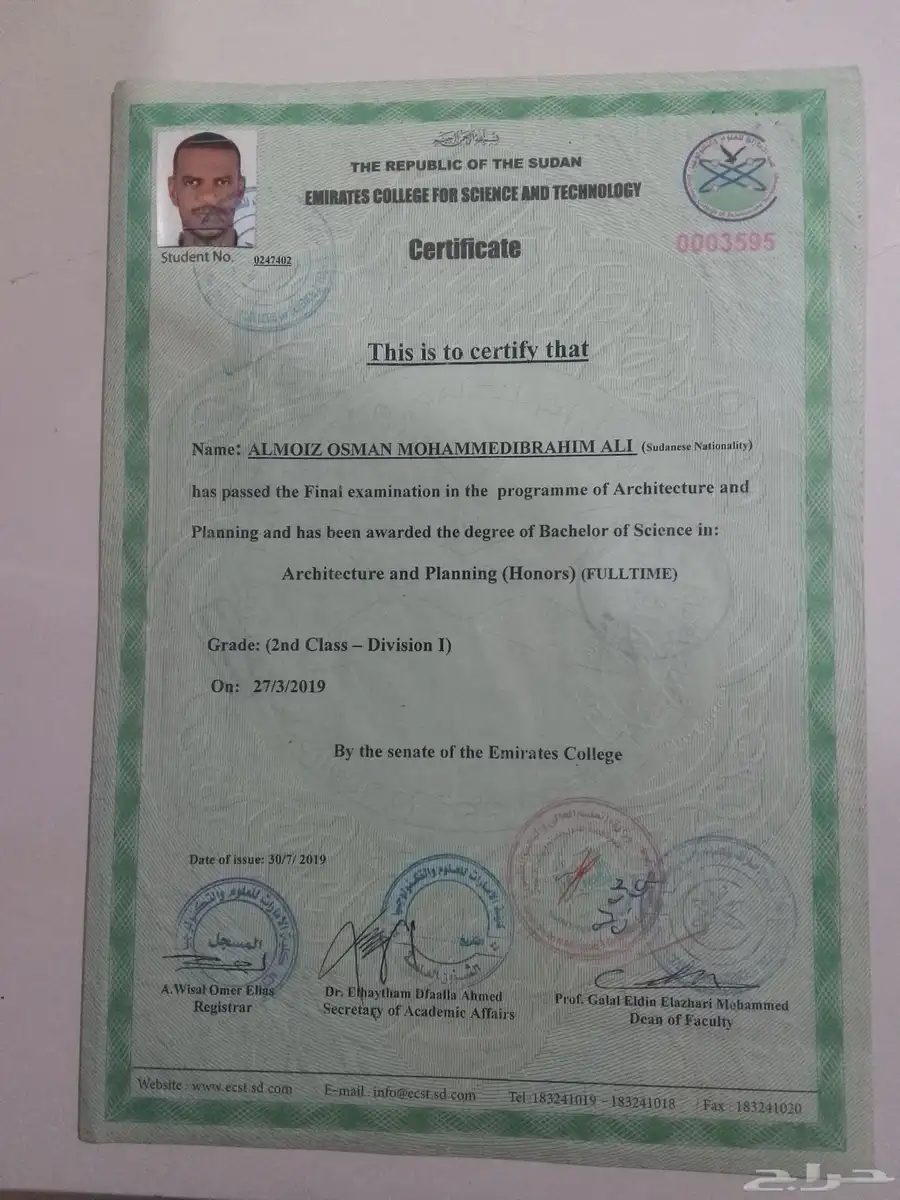 THE REPUBLIC OF THE SUDAN
EMIRATES COLLEGE FOR SCIENCE AND TECHNOLOGY
Certificate
0003595
Student No. 0247402
This is to certify that
Name: ALMOIZ OSMAN MOHAMMEDIBRAHIM ALI (Sudanese Nationality)
has passed the Final examination in the programme of Architecture and
Planning and has been awarded the degree of Bachelor of Science in:
Architecture and Planning (Honors) (FULLTIME)
Grade: (2nd Class – Division I)
On: 27/3/2019
By the senate of the Emirates College
Date of issue: 30/7/ 2019
المسجل
A.Wisal Omer Elias
Registrar
Dr. Elhaytham Dfaalla Ahmed
Secretary of Academic Affairs
Prof. Galal Eldin Elazhari Mohammed
Dean of Faculty
Website : www.ecst.sd.com E-mail : info@ecst.sd.com Tel :183241019 - 183241018 / Fax : 183241020
حراج